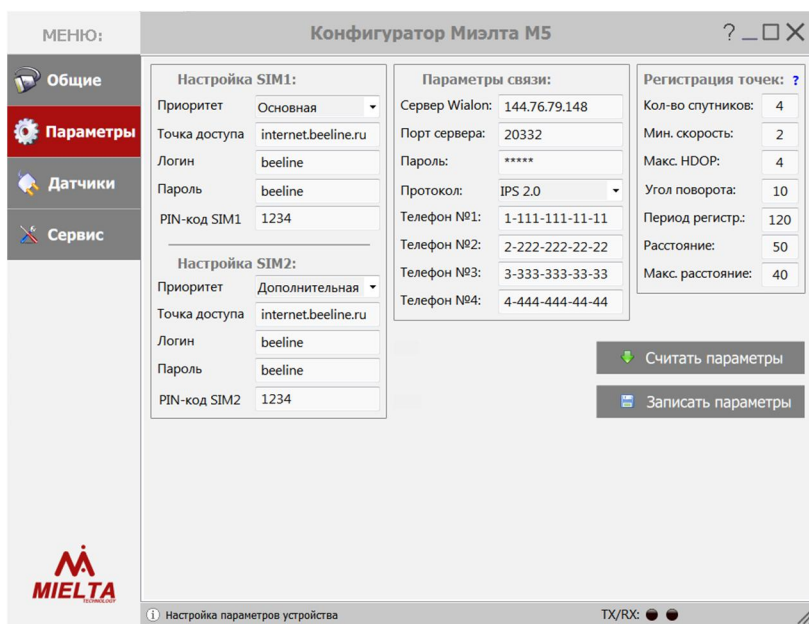 МЕНЮ:
Конфигуратор Миэлта М5
Общие
Параметры
Датчики
Сервис
Настройка SIM1:
Приоритет Основная
Точка доступа internet.beeline.ru
Логин beeline
Пароль beeline
PIN-код SIM1 1234
Настройка SIM2:
Приоритет Дополнительная
Точка доступа internet.beeline.ru
Логин beeline
Пароль beeline
PIN-код SIM2 1234
Параметры связи:
Сервер Wialon: 144.76.79.148
Порт сервера: 20332
Пароль: *****
Протокол: IPS 2.0
Телефон №1: 1-111-111-11-11
Телефон №2: 2-222-222-22-22
Телефон №3: 3-333-333-33-33
Телефон №4: 4-444-444-44-44
Регистрация точек: ?
Кол-во спутников: 4
Мин. скорость: 2
Макс. HDOP: 4
Угол поворота: 10
Период регистр.: 120
Расстояние: 50
Макс. расстояние: 40
Считать параметры
Записать параметры
MIELTA
TECHNOLOGY
Настройка параметров устройства
TX/RX: